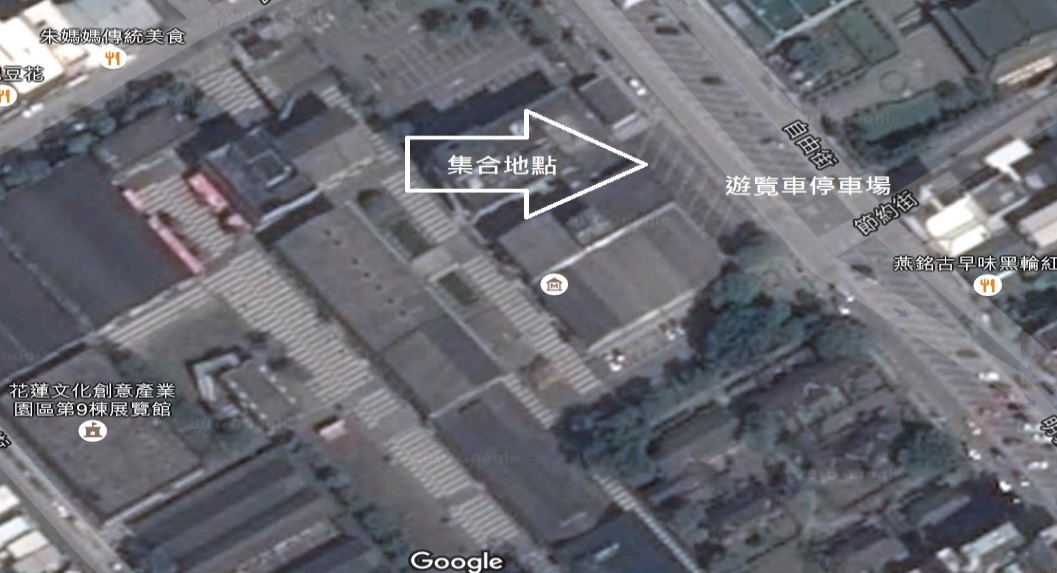 朱媽媽傳統美食
豆花
集合地點
自由街
遊覽車停車場
節約街
燕銘古早味黑輪紅
花蓮文化創意產業
園區第9棟展覽館
Google